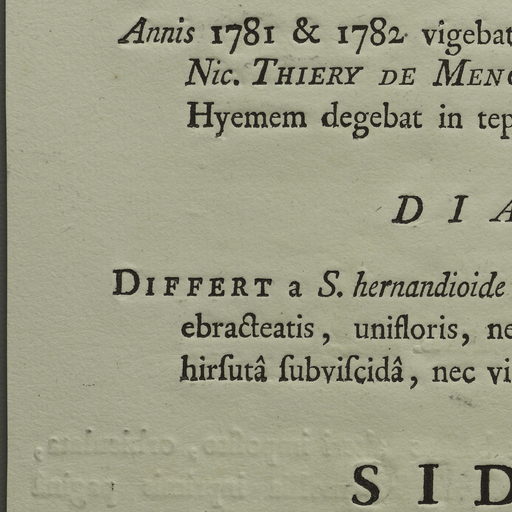 Annis 1781 & 1782 vigebat
Nic. THIERY DE MEN
Hyemem degebat in tep
D I A
DIFFERT a S. hernandioide
ebracteatis, unifloris, ne
hirſutâ ſubviſcidâ, nec vi
S I D